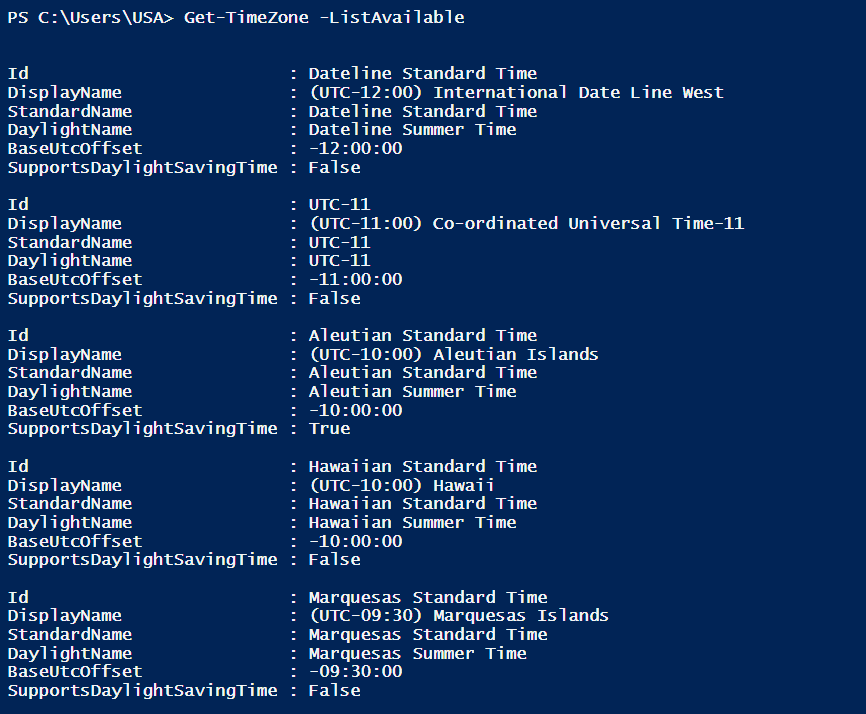 PS C:\Users\USA> Get-TimeZone -ListAvailable
Id : Dateline Standard Time
DisplayName : (UTC-12:00) International Date Line West
StandardName : Dateline Standard Time
DaylightName : Dateline Summer Time
BaseUtcOffset : -12:00:00
SupportsDaylightSavingTime : False
Id : UTC-11
DisplayName : (UTC-11:00) Co-ordinated Universal Time-11
StandardName : UTC-11
DaylightName : UTC-11
BaseUtcOffset : -11:00:00
SupportsDaylightSavingTime : False
Id : Aleutian Standard Time
DisplayName : (UTC-10:00) Aleutian Islands
StandardName : Aleutian Standard Time
DaylightName : Aleutian Summer Time
BaseUtcOffset : -10:00:00
SupportsDaylightSavingTime : True
Id : Hawaiian Standard Time
DisplayName : (UTC-10:00) Hawaii
StandardName : Hawaiian Standard Time
DaylightName : Hawaiian Summer Time
BaseUtcOffset : -10:00:00
SupportsDaylightSavingTime : False
Id : Marquesas Standard Time
DisplayName : (UTC-09:30) Marquesas Islands
StandardName : Marquesas Standard Time
DaylightName : Marquesas Summer Time
BaseUtcOffset : -09:30:00
SupportsDaylightSavingTime : False